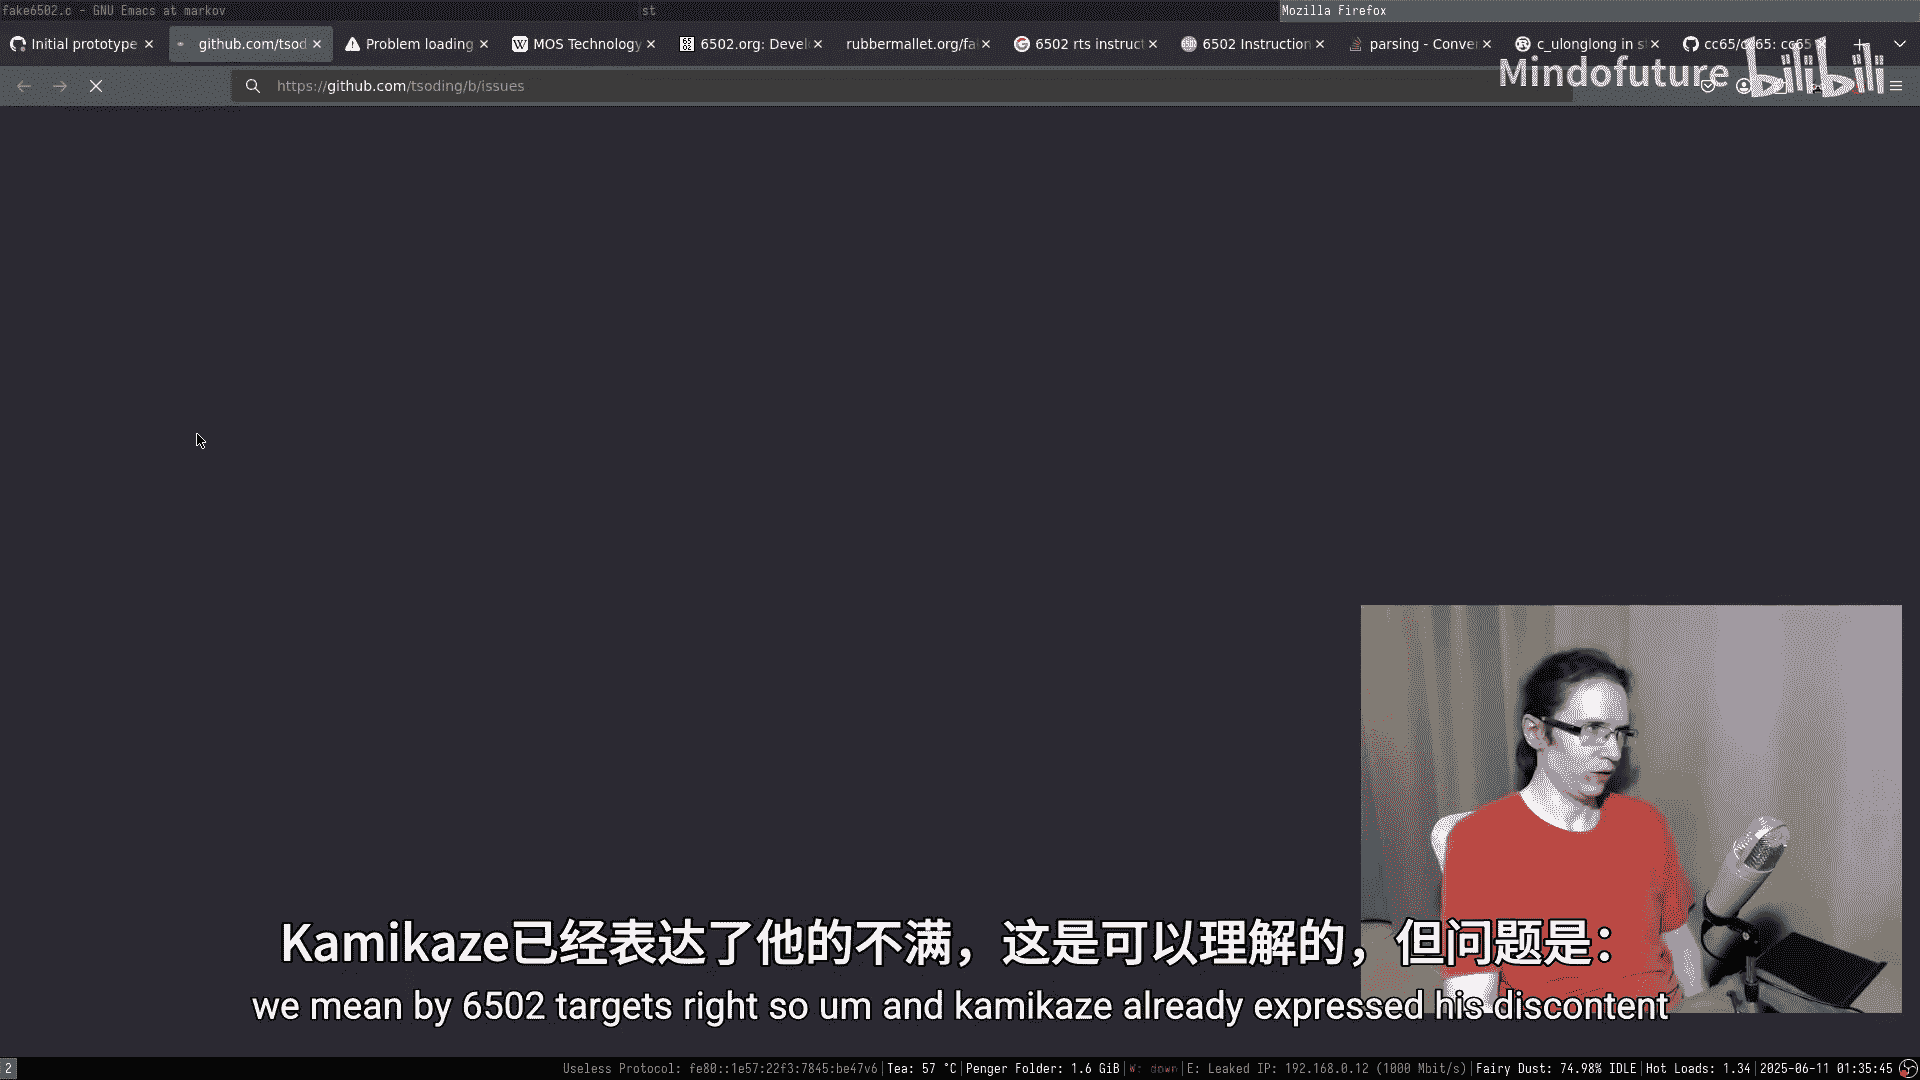 fake6502.c - GNU Emacs at markov
st
Mozilla Firefox
Initial prototype
github.com/tsod
Problem loading
MOS Technology
6502.org: Devel
rubbermallet.org/fa
6502 rts instruct
6502 Instruction
parsing - Conver
c_ulonglong in s
cc65/cc65: cc65
https://github.com/tsoding/b/issues
Mindofuture bilibili
Kamikaze已经表达了他的不满，这是可以理解的，但问题是：
we mean by 6502 targets right so um and kamikaze already expressed his discontent
2
Useless Protocol: fe80::1e57:22f3:7845:be47%6|Tea: 57 °C|Penger Folder: 1.6 GiB|W: down|E: Leaked IP: 192.168.0.12 (1000 Mbit/s)|Fairy Dust: 74.98% IDLE|Hot Loads: 1.34|2025-06-11 01:35:45